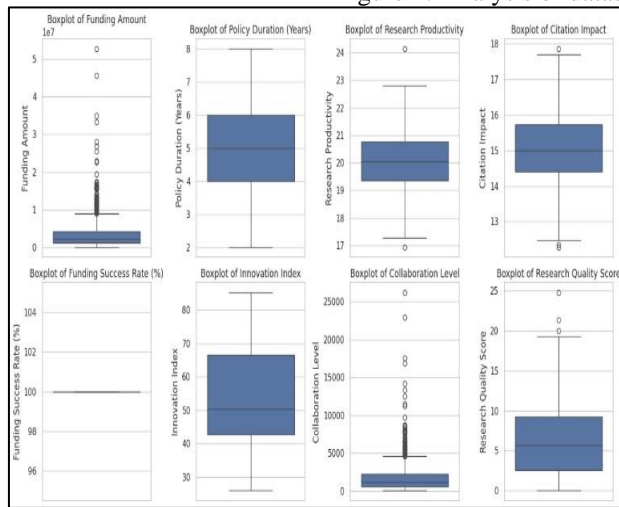 Boxplot of Funding Amount
1e7
Funding Amount
5
4
3
2
1
0
Boxplot of Policy Duration (Years)
Policy Duration (Years)
8
7
6
5
4
3
2
Boxplot of Research Productivity
Research Productivity
24
23
22
21
20
19
18
17
Boxplot of Citation Impact
Citation Impact
18
17
16
15
14
13
Boxplot of Funding Success Rate (%)
Funding Success Rate (%)
104
102
100
98
96
Boxplot of Innovation Index
Innovation Index
80
70
60
50
40
30
Boxplot of Collaboration Level
Collaboration Level
25000
20000
15000
10000
5000
0
Boxplot of Research Quality Score
Research Quality Score
25
20
15
10
5
0